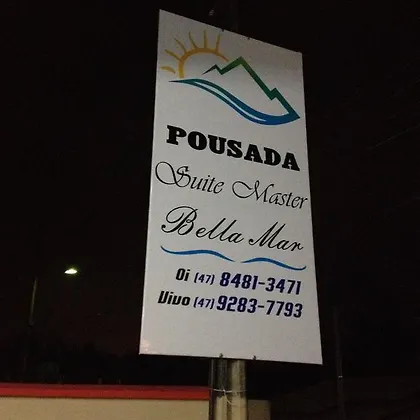 POUSADA
Suite Master
Bella Mar
Oi (47) 8481-3471
Vivo (47) 9283-7793